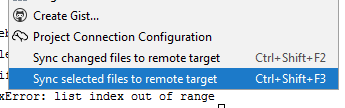 Create Gist...
Project Connection Configuration
Sync changed files to remote target Ctrl+Shift+F2
Sync selected files to remote target Ctrl+Shift+F3
xError: list index out of range